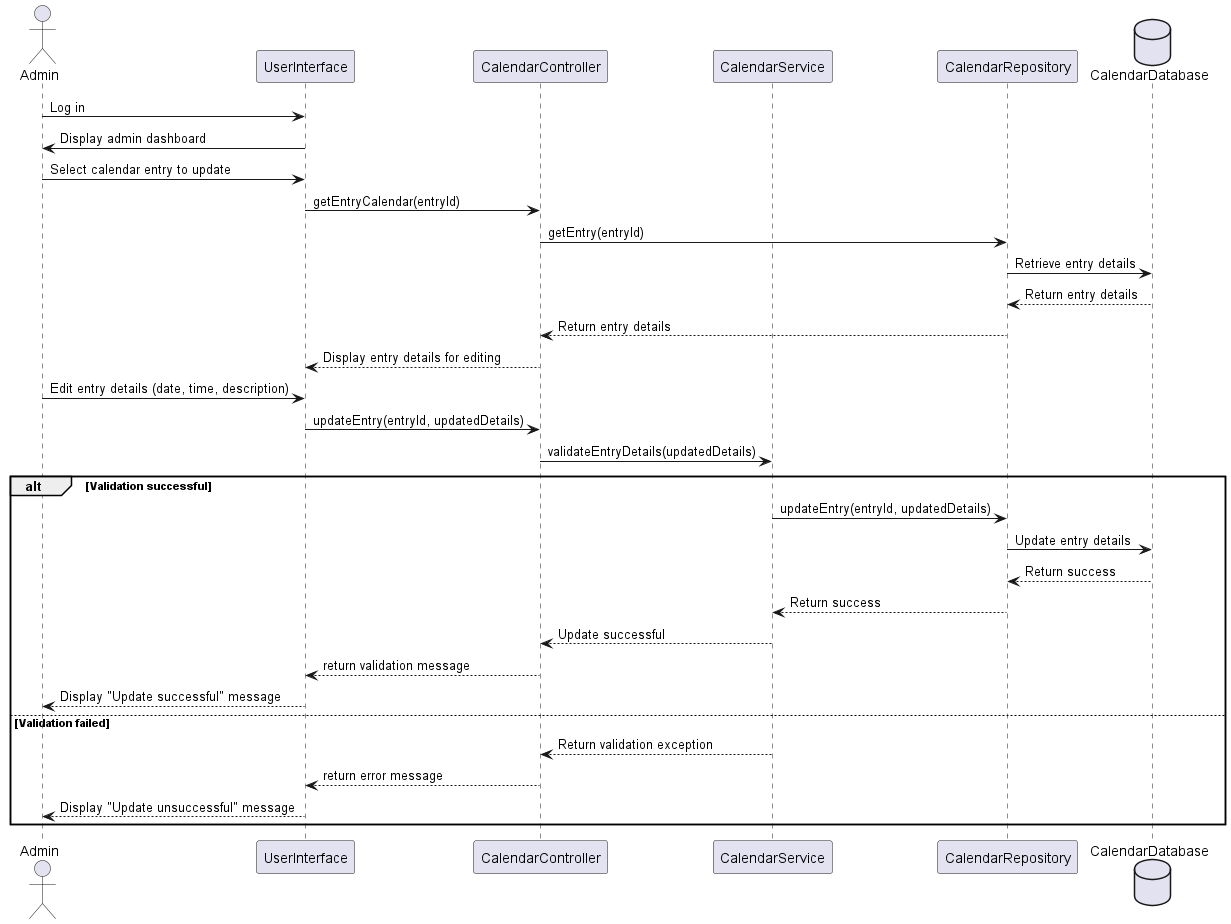 Admin
UserInterface
CalendarController
CalendarService
CalendarRepository
CalendarDatabase
Log in
Display admin dashboard
Select calendar entry to update
getEntryCalendar(entryId)
getEntry(entryId)
Retrieve entry details
Return entry details
Return entry details
Display entry details for editing
Edit entry details (date, time, description)
updateEntry(entryId, updatedDetails)
validateEntryDetails(updatedDetails)
alt
[Validation successful]
updateEntry(entryId, updatedDetails)
Update entry details
Return success
Return success
Update successful
return validation message
Display "Update successful" message
[Validation failed]
Return validation exception
return error message
Display "Update unsuccessful" message
Admin
UserInterface
CalendarController
CalendarService
CalendarRepository
CalendarDatabase